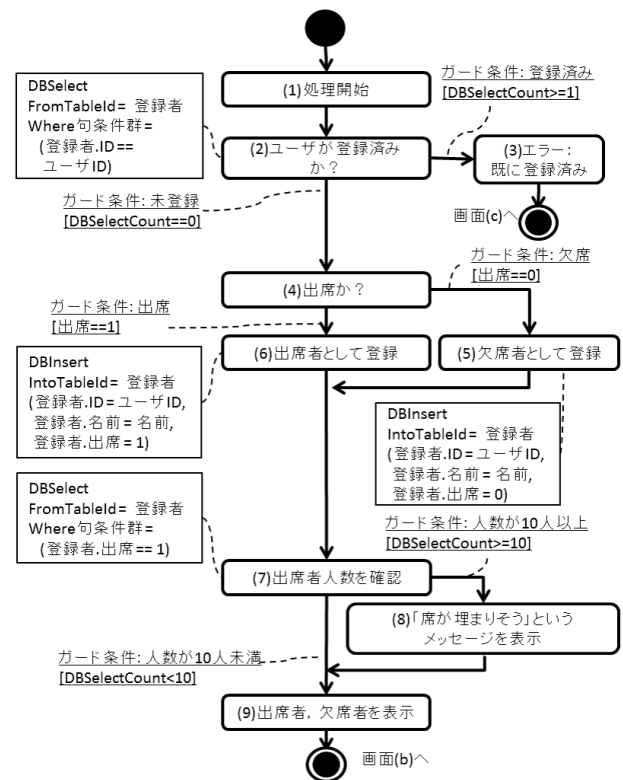 (1)処理開始
ガード条件: 登録済み
[DBSelectCount>=1]
DBSelect
FromTableId= 登録者
Where句条件群=
(登録者.ID==
ユーザID)
(2)ユーザが登録済み
か？
(3)エラー:
既に登録済み
ガード条件: 未登録
[DBSelectCount==0]
画面(c)へ
ガード条件: 欠席
[出席==0]
(4)出席か？
ガード条件: 出席
[出席==1]
(6)出席者として登録
(5)欠席者として登録
DBInsert
IntoTableId= 登録者
(登録者.ID=ユーザID,
登録者.名前=名前,
登録者.出席=1)
DBInsert
IntoTableId= 登録者
(登録者.ID=ユーザID,
登録者.名前=名前,
登録者.出席=0)
DBSelect
FromTableId= 登録者
Where句条件群=
(登録者.出席==1)
ガード条件: 人数が10人以上
[DBSelectCount>=10]
(7)出席者人数を確認
(8)「席が埋まりそう」という
メッセージを表示
ガード条件: 人数が10人未満
[DBSelectCount<10]
(9)出席者，欠席者を表示
画面(b)へ